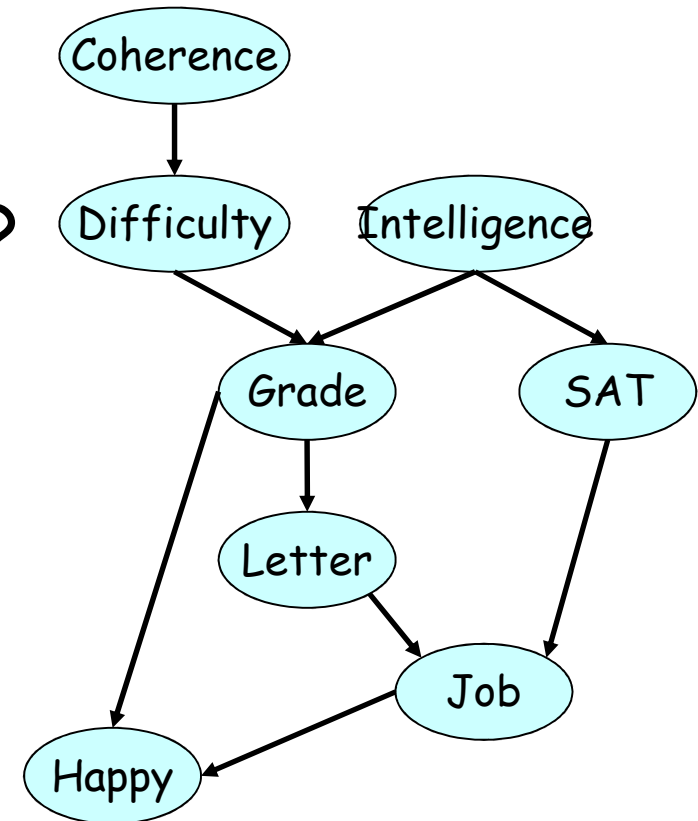 Coherence
Difficulty
Intelligence
Grade
SAT
Letter
Job
Happy